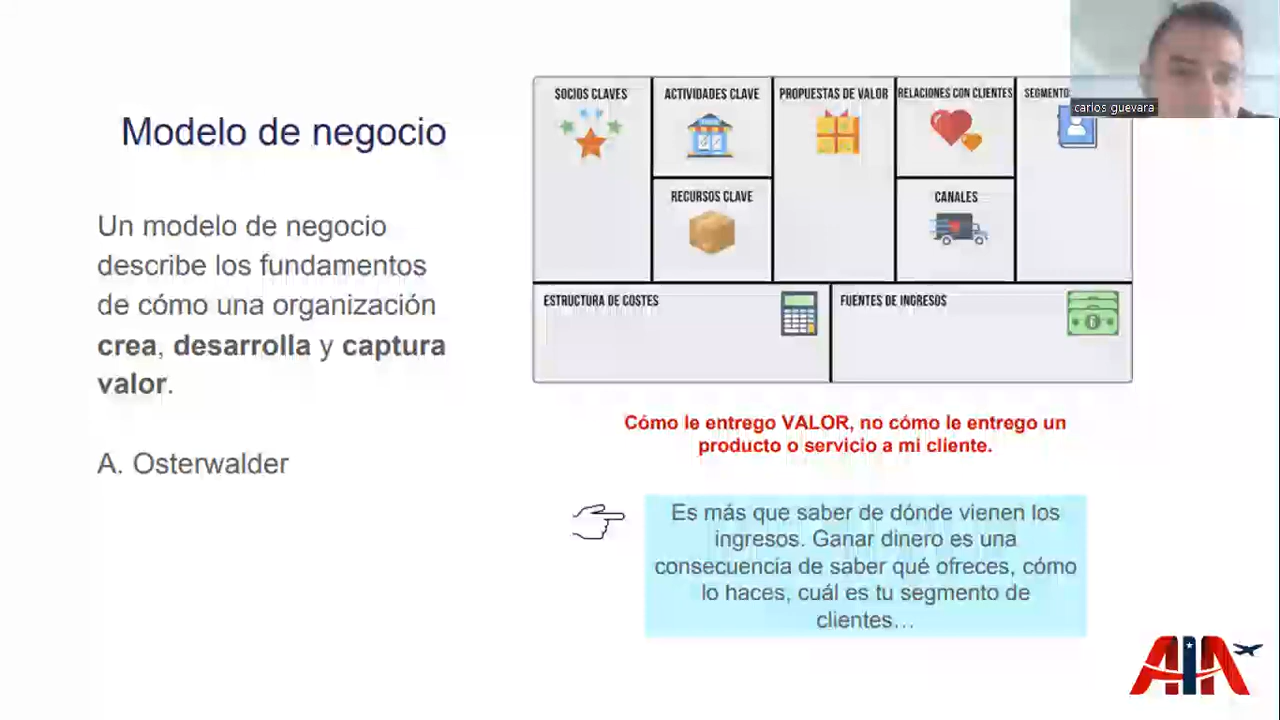 carlos guevara
Modelo de negocio
Un modelo de negocio
describe los fundamentos
de cómo una organización
crea, desarrolla y captura
valor.
A. Osterwalder
SOCIOS CLAVES
ACTIVIDADES CLAVE
PROPUESTAS DE VALOR
RELACIONES CON CLIENTES
SEGMENTOS
RECURSOS CLAVE
CANALES
ESTRUCTURA DE COSTES
FUENTES DE INGRESOS
Cómo le entrego VALOR, no cómo le entrego un
producto o servicio a mi cliente.
Es más que saber de dónde vienen los
ingresos. Ganar dinero es una
consecuencia de saber qué ofreces, cómo
lo haces, cuál es tu segmento de
clientes…
AIA